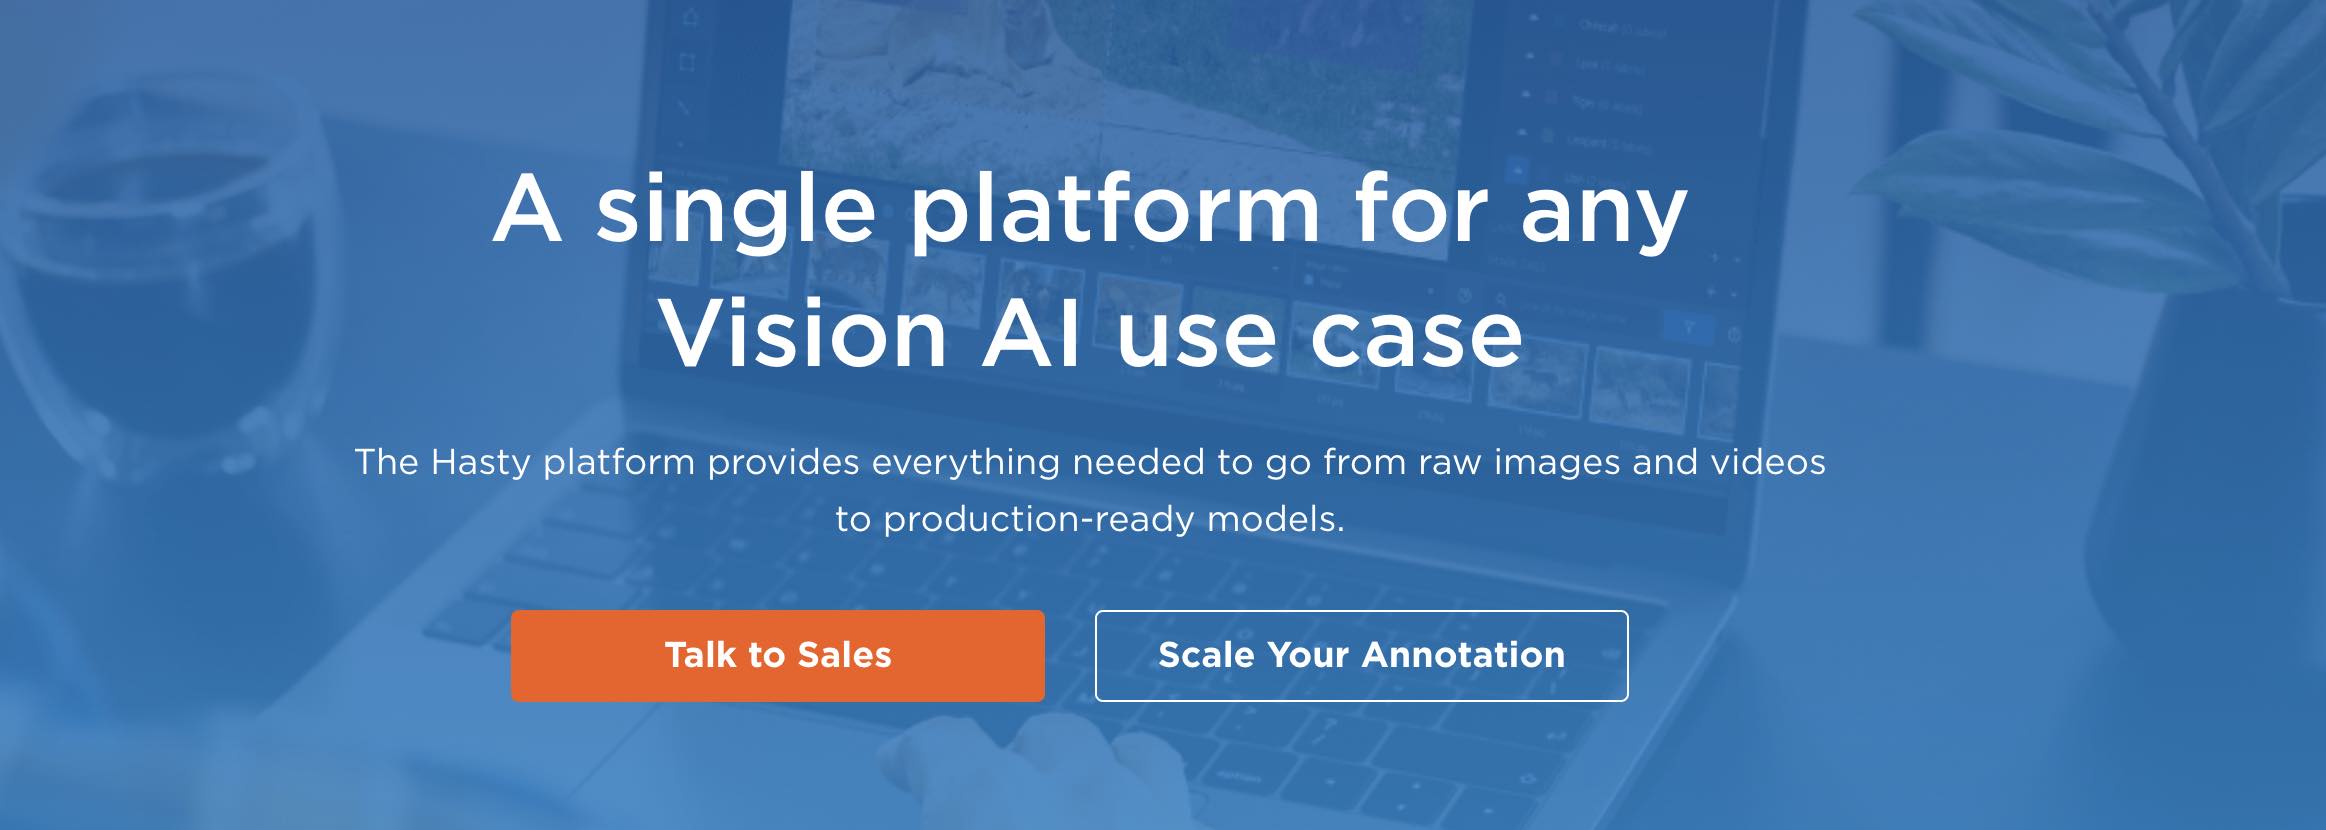 A single platform for any
Vision AI use case
The Hasty platform provides everything needed to go from raw images and videos
to production-ready models.
Talk to Sales
Scale Your Annotation
option